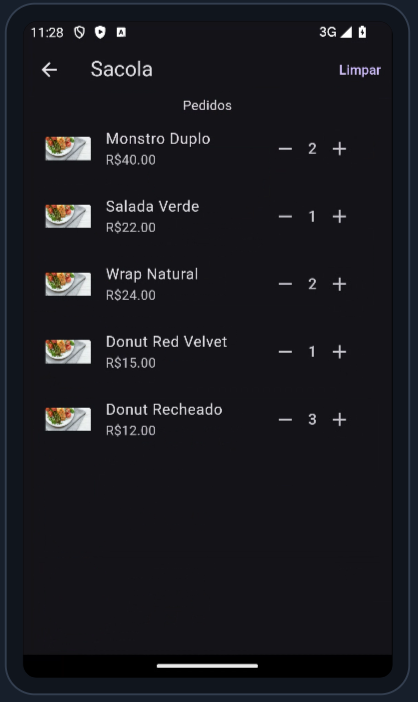 11:28 3G
Sacola Limpar
Pedidos
Monstro Duplo
R$40.00
2
Salada Verde
R$22.00
1
Wrap Natural
R$24.00
2
Donut Red Velvet
R$15.00
1
Donut Recheado
R$12.00
3